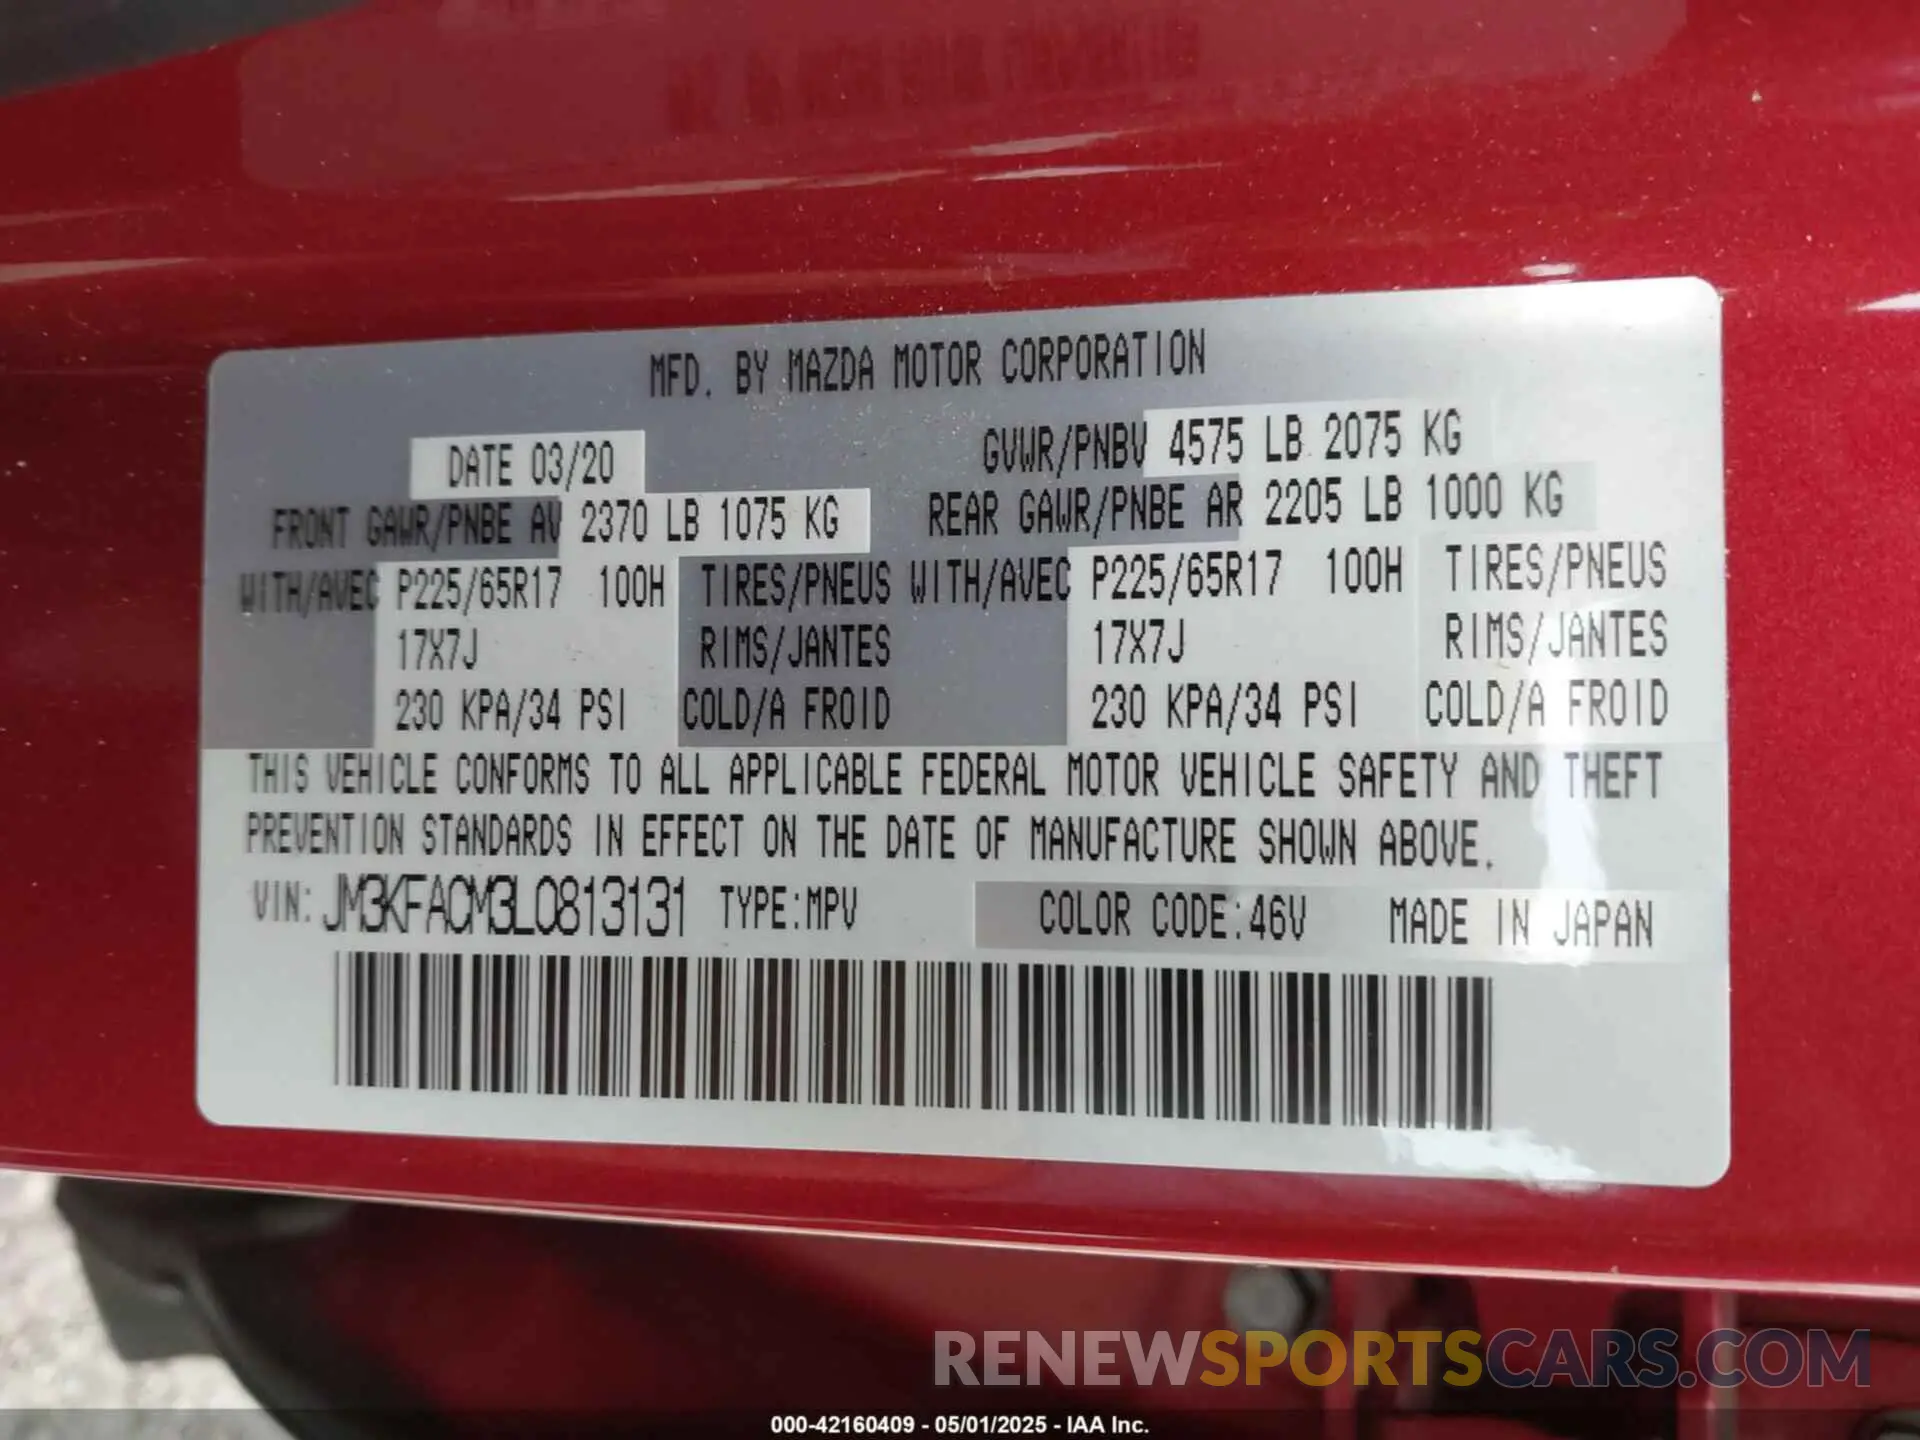 MFD. BY MAZDA MOTOR CORPORATION
DATE 03/20 GVWR/PNBV 4575 LB 2075 KG
FRONT GAWR/PNBE AV 2370 LB 1075 KG REAR GAWR/PNBE AR 2205 LB 1000 KG
WITH/AVEC P225/65R17 100H TIRES/PNEUS WITH/AVEC P225/65R17 100H TIRES/PNEUS
17X7J RIMS/JANTES 17X7J RIMS/JANTES
230 KPA/34 PSI COLD/A FROID 230 KPA/34 PSI COLD/A FROID
THIS VEHICLE CONFORMS TO ALL APPLICABLE FEDERAL MOTOR VEHICLE SAFETY AND THEFT
PREVENTION STANDARDS IN EFFECT ON THE DATE OF MANUFACTURE SHOWN ABOVE.
VIN: JM3KFACM3L0813131 TYPE:MPV COLOR CODE:46V MADE IN JAPAN
RENEWSPORTSCARS.COM
000-42160409 - 05/01/2025 - IAA Inc.